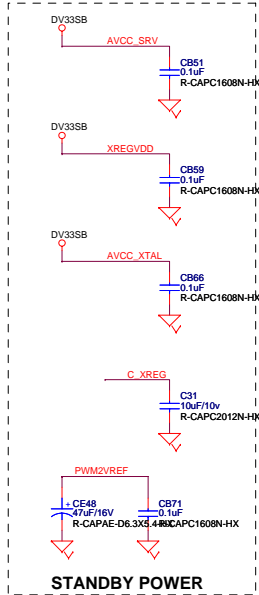 DV33SB
AVCC_SRV
CB51
0.1uF
R-CAPC1608N-HX
DV33SB
XREGVDD
CB59
0.1uF
R-CAPC1608N-HX
DV33SB
AVCC_XTAL
CB66
0.1uF
R-CAPC1608N-HX
C_XREG
C31
10uF/10v
R-CAPC2012N-HX
PWM2VREF
+ CE48 CB71
47uF/16V 0.1uF
R-CAPAE-D6.3X5.4-HX R-CAPC1608N-HX
STANDBY POWER